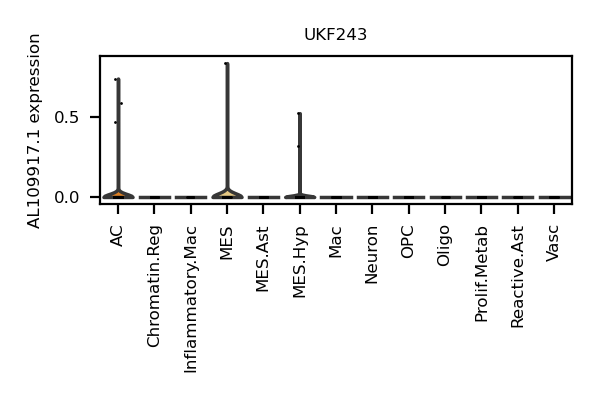 UKF243
AL109917.1 expression
0.5
0.0
AC
Chromatin.Reg
Inflammatory.Mac
MES
MES.Ast
MES.Hyp
Mac
Neuron
OPC
Oligo
Prolif.Metab
Reactive.Ast
Vasc